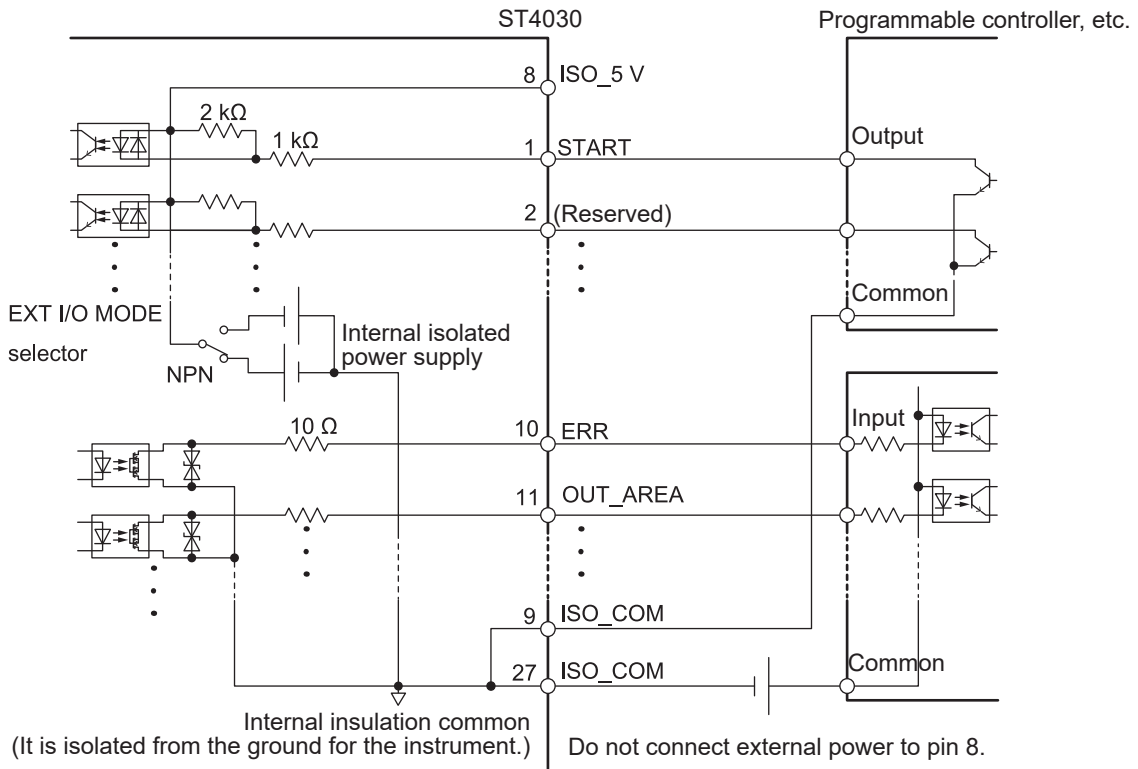 ST4030
Programmable controller, etc.
8 ISO_5 V
2 kΩ
1 kΩ
1 START
Output
2 (Reserved)
EXT I/O MODE
selector
NPN
Internal isolated
power supply
Common
10 Ω
10 ERR
Input
11 OUT_AREA
9 ISO_COM
27 ISO_COM
Common
Internal insulation common
(It is isolated from the ground for the instrument.)
Do not connect external power to pin 8.